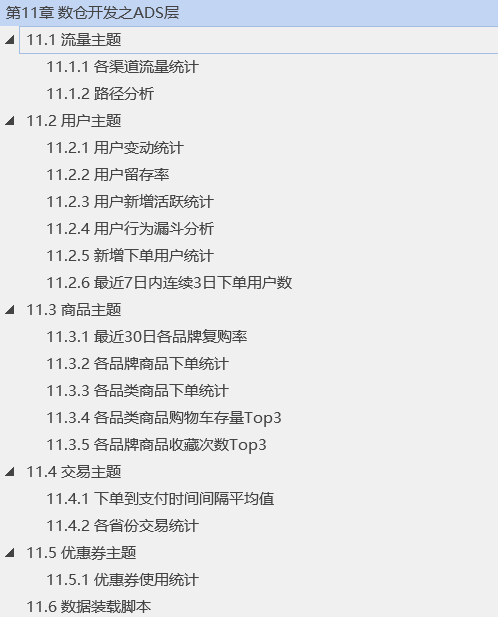 第11章 数仓开发之ADS层
11.1 流量主题
11.1.1 各渠道流量统计
11.1.2 路径分析
11.2 用户主题
11.2.1 用户变动统计
11.2.2 用户留存率
11.2.3 用户新增活跃统计
11.2.4 用户行为漏斗分析
11.2.5 新增下单用户统计
11.2.6 最近7日内连续3日下单用户数
11.3 商品主题
11.3.1 最近30日各品牌复购率
11.3.2 各品牌商品下单统计
11.3.3 各品类商品下单统计
11.3.4 各品类商品购物车存量Top3
11.3.5 各品牌商品收藏次数Top3
11.4 交易主题
11.4.1 下单到支付时间间隔平均值
11.4.2 各省份交易统计
11.5 优惠券主题
11.5.1 优惠券使用统计
11.6 数据装载脚本